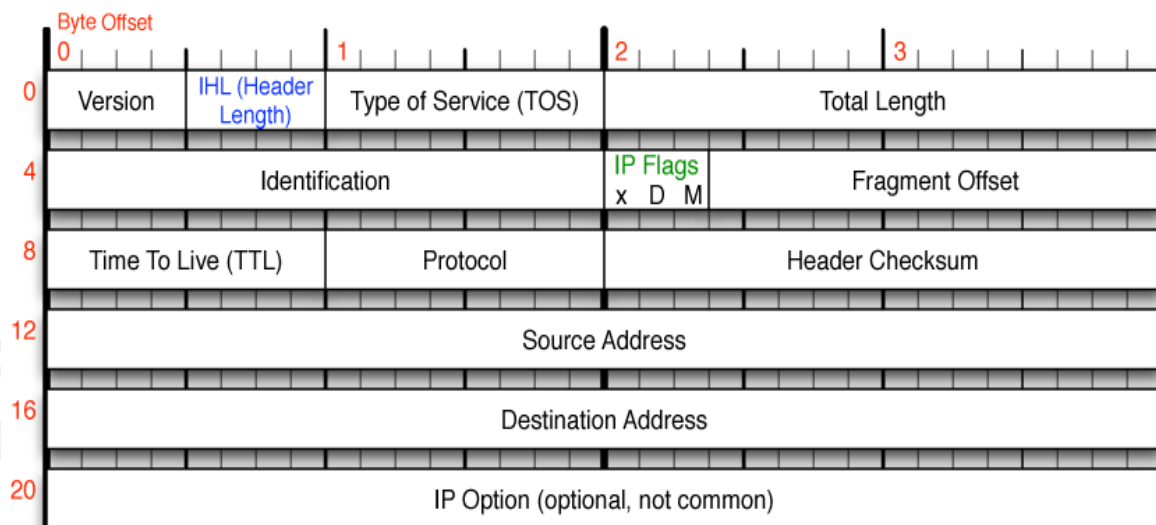 Byte Offset
0 1 2 3
0 Version IHL (Header Length) Type of Service (TOS) Total Length
4 Identification IP Flags x D M Fragment Offset
8 Time To Live (TTL) Protocol Header Checksum
12 Source Address
16 Destination Address
20 IP Option (optional, not common)